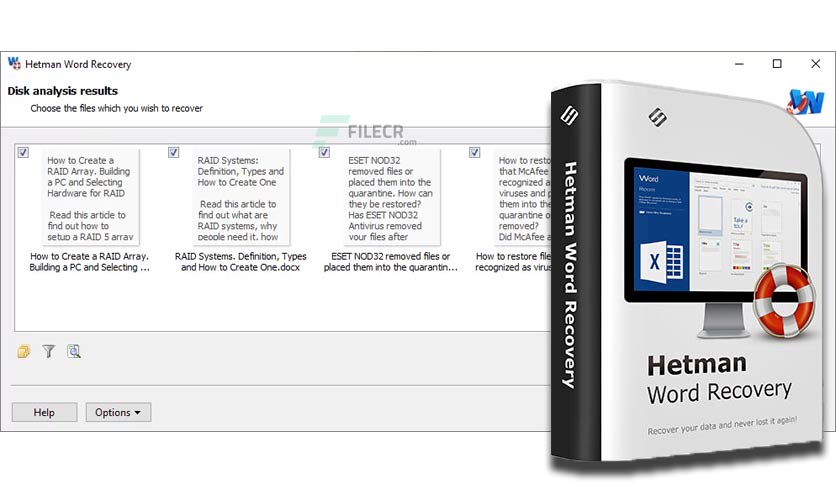 Hetman Word Recovery
Disk analysis results
Choose the files which you wish to recover
FILECR
.com
How to Create a
RAID Array. Building
a PC and Selecting
Hardware for RAID
Read this article to
find out how to
setup a RAID 5 array
How to Create a RAID Array.
Building a PC and Selecting ...
RAID Systems:
Definition, Types and
How to Create One
Read this article to
find out what are
RAID systems, why
people need it, how
RAID Systems. Definition, Types
and How to Create One.docx
ESET NOD32
removed files or
placed them into the
quarantine. How can
they be restored?
Has ESET NOD32
Antivirus removed
your files after
ESET NOD32 removed files or
placed them into the quarantin...
How to restore
that McAfee
recognized a
viruses and p
them into the
quarantine o
removed?
Did McAfee a
How to restore file
recognized as virus
Help
Options
Hetman Word Recovery
Word
Recent
Take a
tour
X
Hetman
Word Recovery
Recover your data and never lost it again!